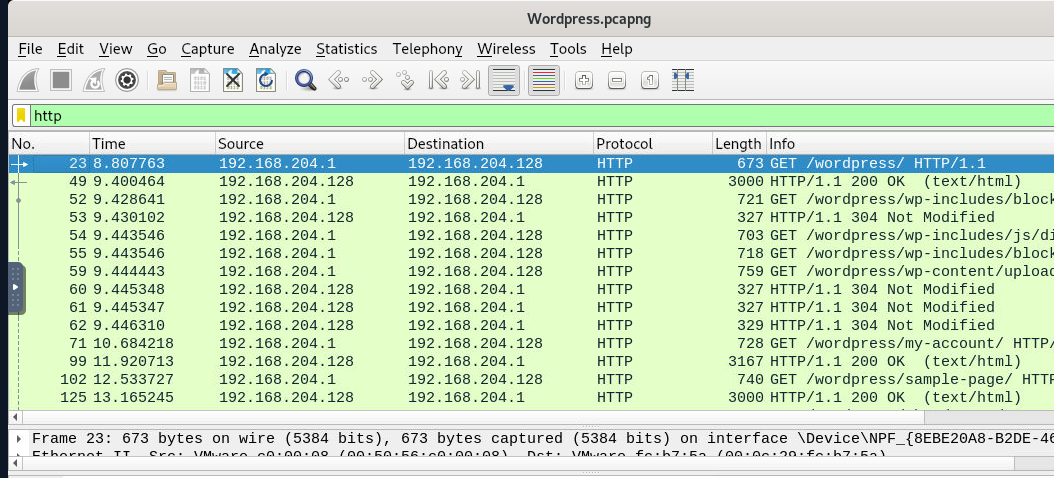 Wordpress.pcapng
File Edit View Go Capture Analyze Statistics Telephony Wireless Tools Help
http
No. Time Source Destination Protocol Length Info
23 8.807763 192.168.204.1 192.168.204.128 HTTP 673 GET /wordpress/ HTTP/1.1
49 9.400464 192.168.204.128 192.168.204.1 HTTP 3000 HTTP/1.1 200 OK (text/html)
52 9.428641 192.168.204.1 192.168.204.128 HTTP 721 GET /wordpress/wp-includes/block
53 9.430102 192.168.204.128 192.168.204.1 HTTP 327 HTTP/1.1 304 Not Modified
54 9.443546 192.168.204.1 192.168.204.128 HTTP 703 GET /wordpress/wp-includes/js/di
55 9.443546 192.168.204.1 192.168.204.128 HTTP 718 GET /wordpress/wp-includes/block
59 9.444443 192.168.204.1 192.168.204.128 HTTP 759 GET /wordpress/wp-content/upload
60 9.445348 192.168.204.128 192.168.204.1 HTTP 327 HTTP/1.1 304 Not Modified
61 9.445347 192.168.204.128 192.168.204.1 HTTP 327 HTTP/1.1 304 Not Modified
62 9.446310 192.168.204.128 192.168.204.1 HTTP 329 HTTP/1.1 304 Not Modified
71 10.684218 192.168.204.1 192.168.204.128 HTTP 728 GET /wordpress/my-account/ HTTP/
99 11.920713 192.168.204.128 192.168.204.1 HTTP 3167 HTTP/1.1 200 OK (text/html)
102 12.533727 192.168.204.1 192.168.204.128 HTTP 740 GET /wordpress/sample-page/ HTT
125 13.165245 192.168.204.128 192.168.204.1 HTTP 3000 HTTP/1.1 200 OK (text/html)
Frame 23: 673 bytes on wire (5384 bits), 673 bytes captured (5384 bits) on interface \Device\NPF_{8EBE20A8-B2DE-46
Ethernet II, Src: VMware_c0:00:08 (00:50:56:c0:00:08), Dst: VMware_fc:b7:5a (00:0c:29:fc:b7:5a)